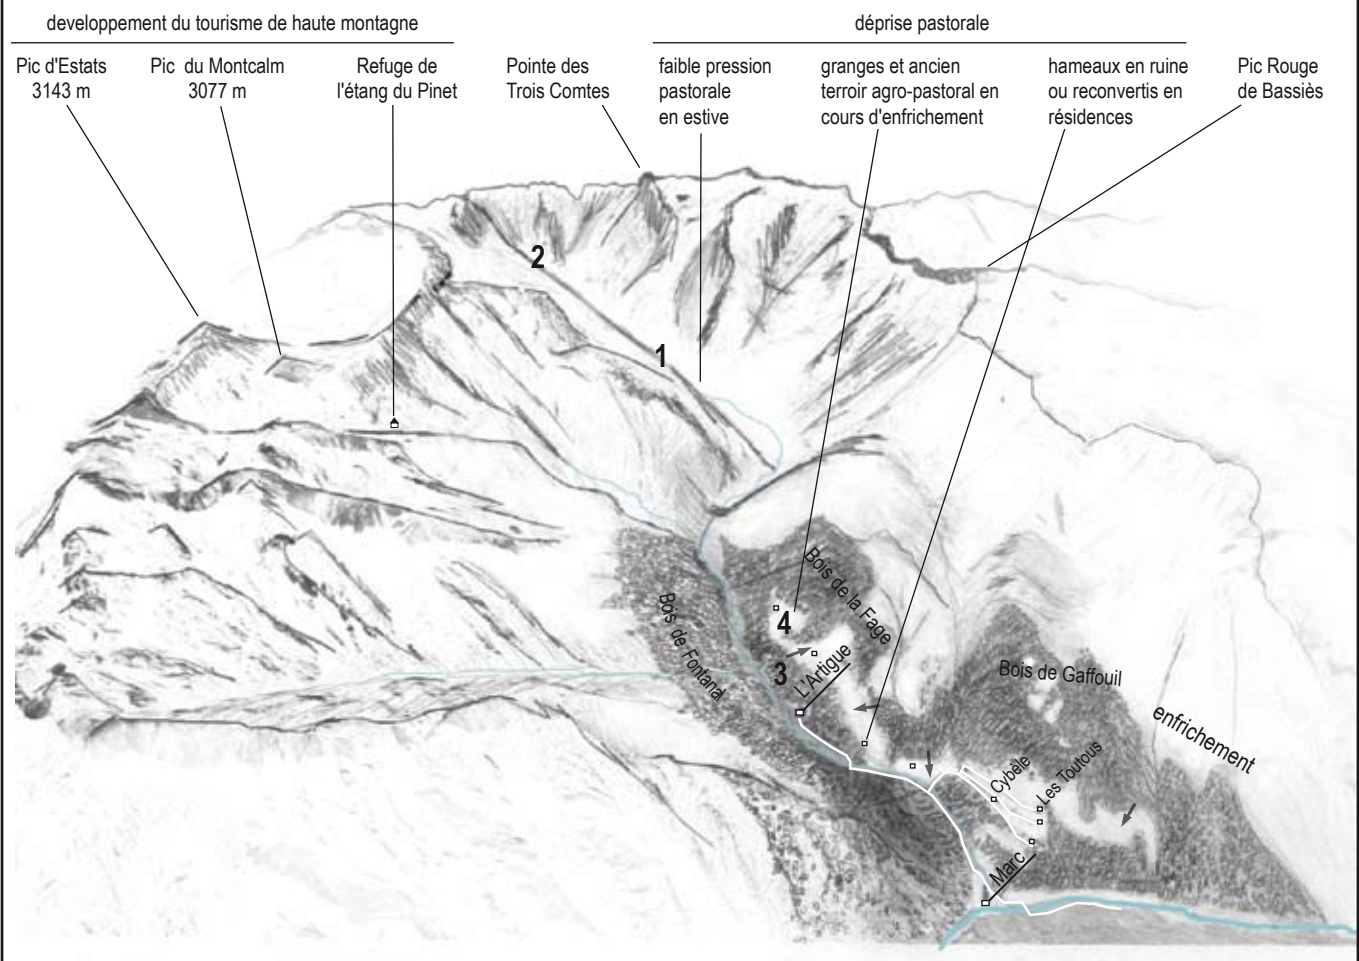 developpement du tourisme de haute montagne
déprise pastorale
Pic d'Estats
3143 m
Pic du Montcalm
3077 m
Refuge de
l'étang du Pinet
Pointe des
Trois Comtes
faible pression
pastorale
en estive
granges et ancien
terroir agro-pastoral en
cours d'enfrichement
hameaux en ruine
ou reconvertis en
résidences
Pic Rouge
de Bassiès
2
1
Bois de la Fage
4
Bois de Fontanal
3
L'Artigue
Bois de Gaffouil
enfrichement
Cybèle
Les Toutous
Marc